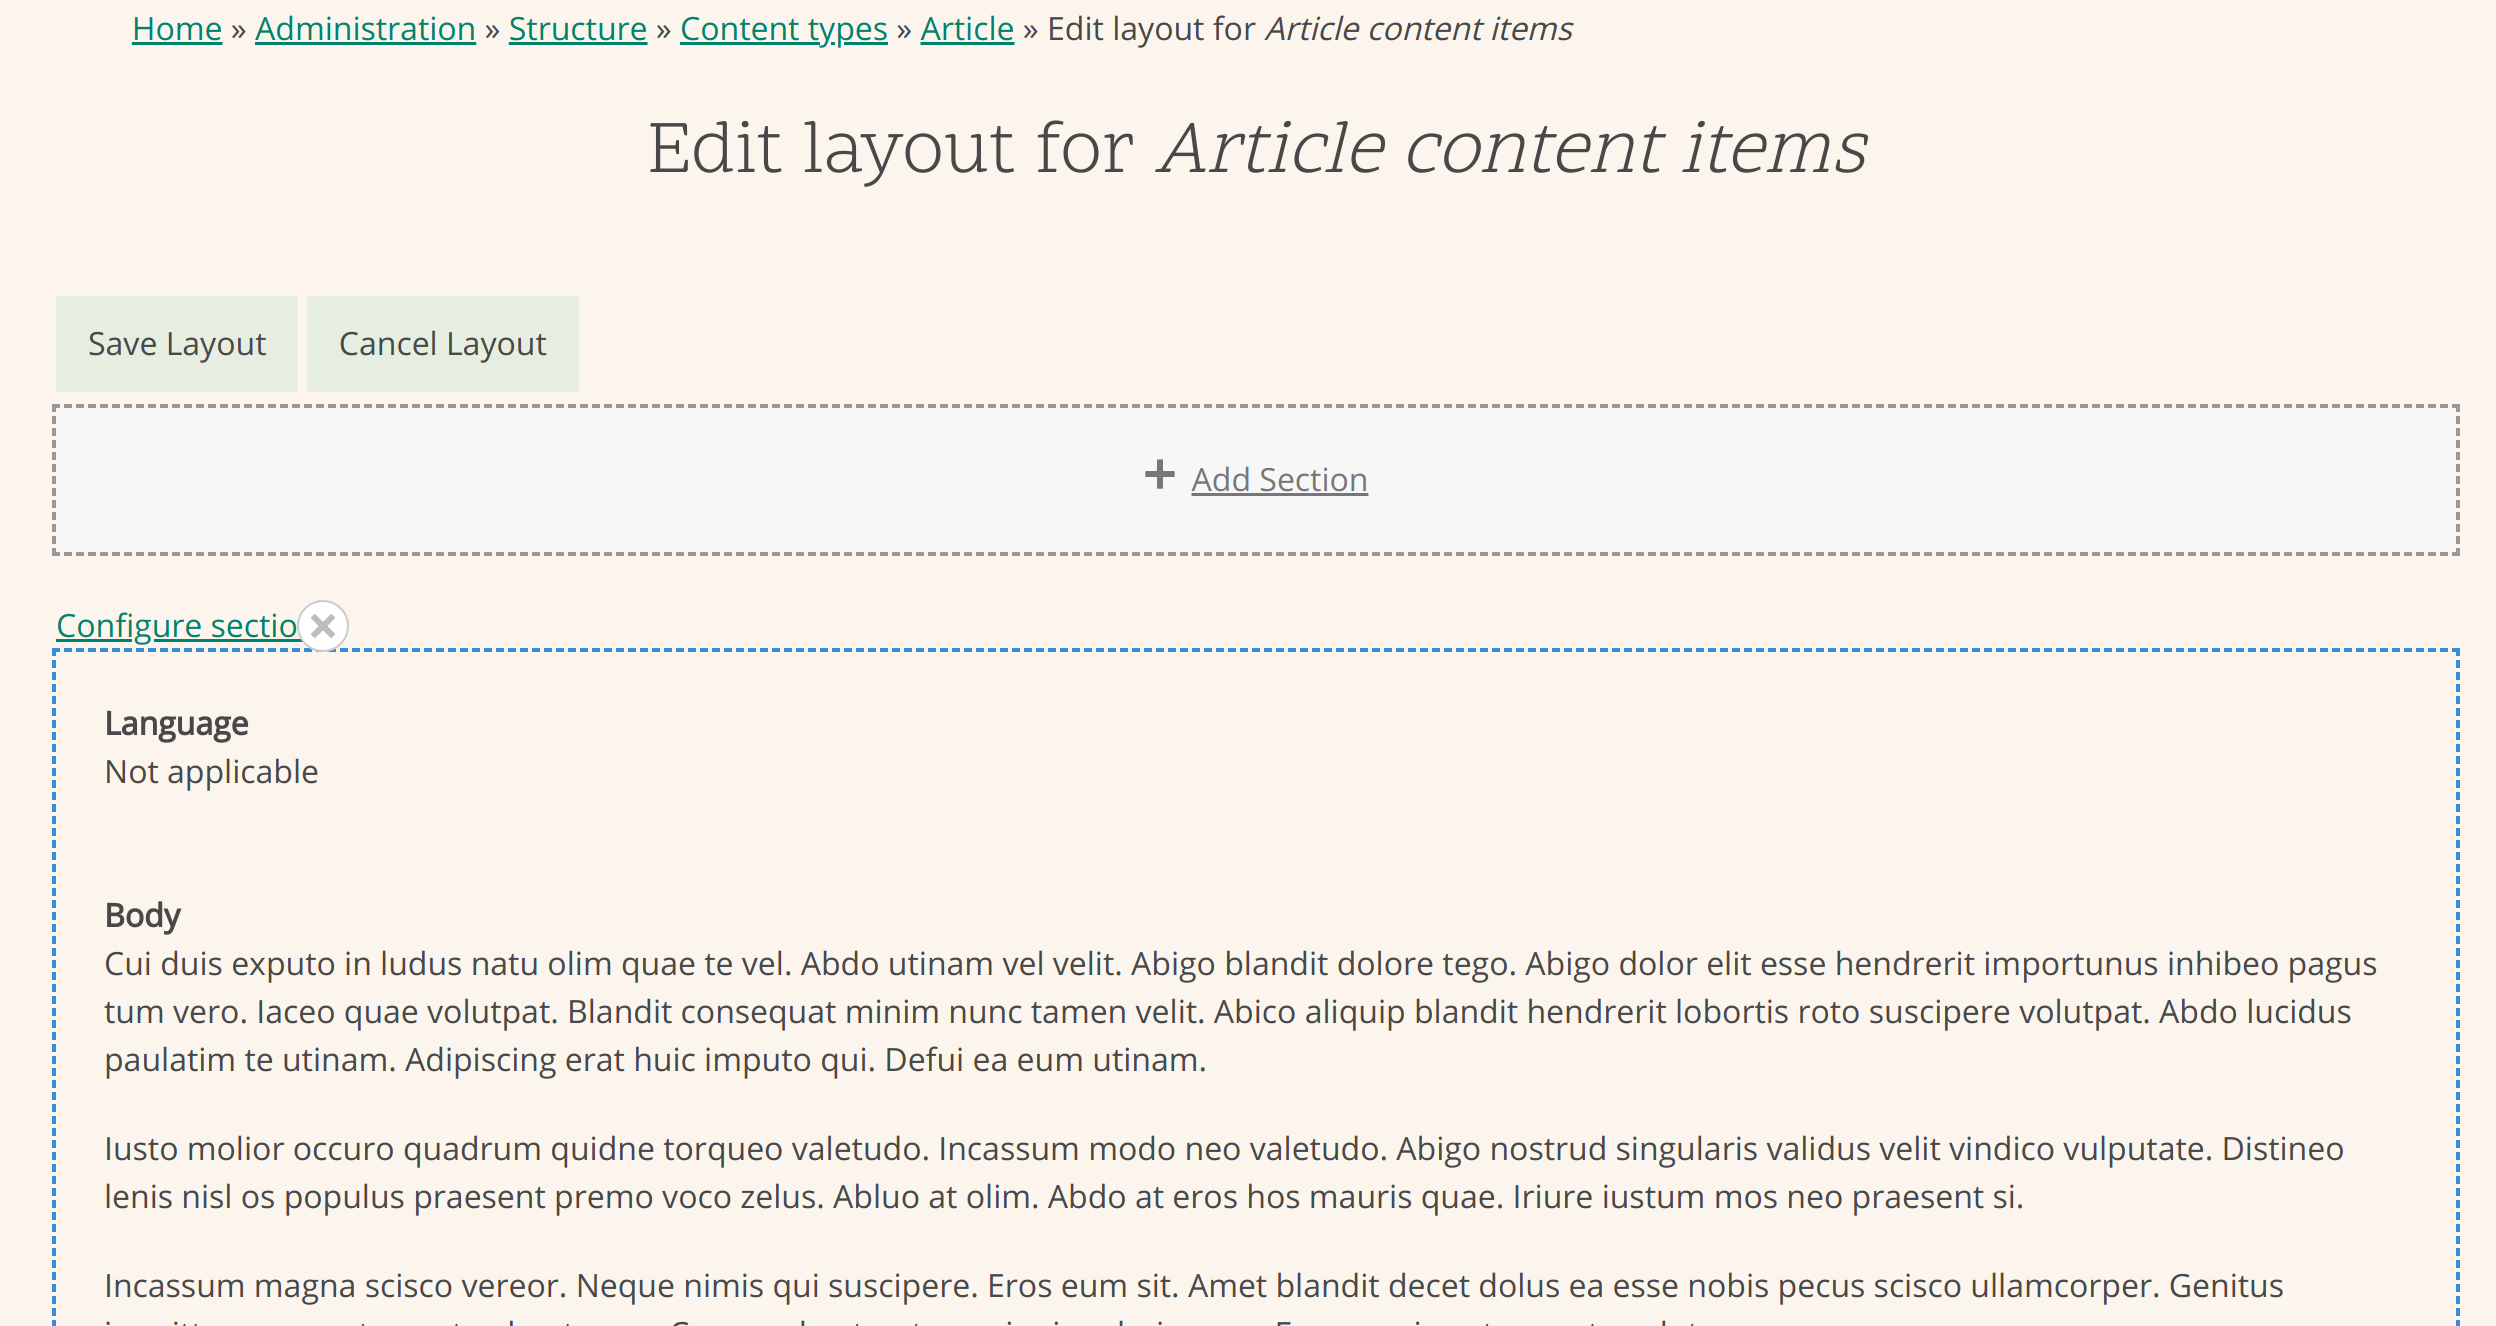 Home » Administration » Structure » Content types » Article » Edit layout for Article content items
Edit layout for Article content items
Save Layout Cancel Layout
Add Section
Configure sectio
Language
Not applicable
Body
Cui duis exputo in ludus natu olim quae te vel. Abdo utinam vel velit. Abigo blandit dolore tego. Abigo dolor elit esse hendrerit importunus inhibeo pagus
tum vero. Iaceo quae volutpat. Blandit consequat minim nunc tamen velit. Abico aliquip blandit hendrerit lobortis roto suscipere volutpat. Abdo lucidus
paulatim te utinam. Adipiscing erat huic imputo qui. Defui ea eum utinam.
Iusto molior occuro quadrum quidne torqueo valetudo. Incassum modo neo valetudo. Abigo nostrud singularis validus velit vindico vulputate. Distineo
lenis nisl os populus praesent premo voco zelus. Abluo at olim. Abdo at eros hos mauris quae. Iriure iustum mos neo praesent si.
Incassum magna scisco vereor. Neque nimis qui suscipere. Eros eum sit. Amet blandit decet dolus ea esse nobis pecus scisco ullamcorper. Genitus